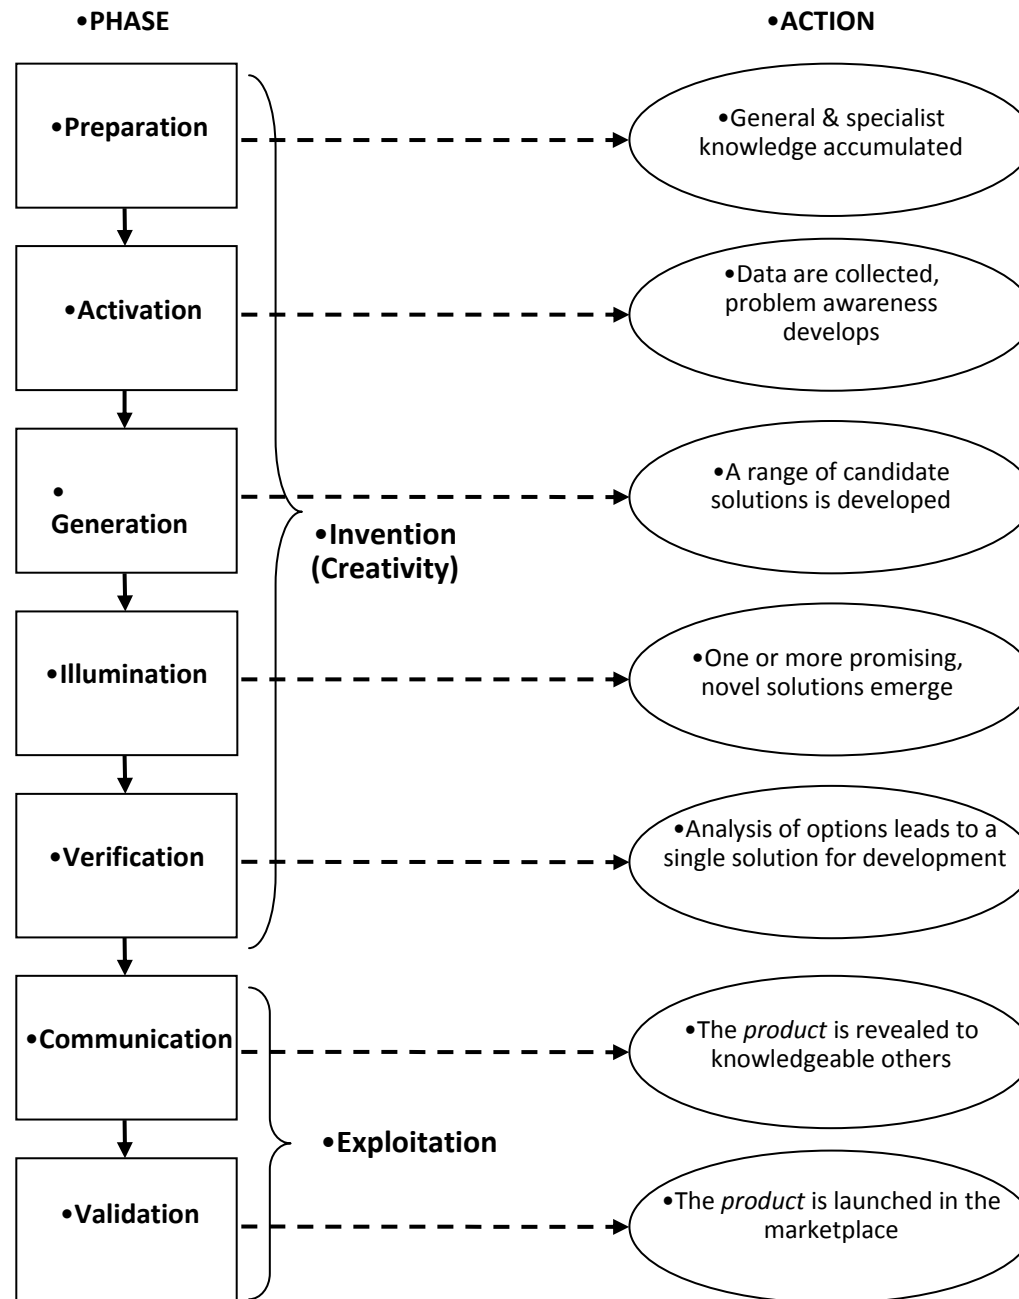 •PHASE
•ACTION
•Preparation
•General & specialist
knowledge accumulated
•Activation
•Data are collected,
problem awareness
develops
•
Generation
•A range of candidate
solutions is developed
•Invention
(Creativity)
•Illumination
•One or more promising,
novel solutions emerge
•Verification
•Analysis of options leads to a
single solution for development
•Communication
•The product is revealed to
knowledgeable others
•Exploitation
•Validation
•The product is launched in the
marketplace